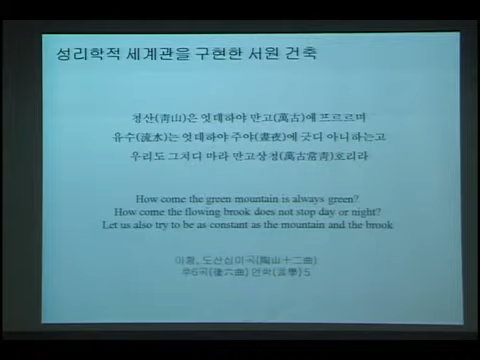 성리학적 세계관을 구현한 서원 건축
청산(靑山)은 엇뎨하야 만고(萬古)애 프르르며
유수(流水)는 엇뎨하야 주야(晝夜)애 긋디 아니하는고
우리도 그치디 마라 만고상청(萬古常靑)호리라
How come the green mountain is always green?
How come the flowing brook does not stop day or night?
Let us also try to be as constant as the mountain and the brook
이황, 도산십이곡(陶山十二曲)
후6곡(後六曲) 언학(言學) 5